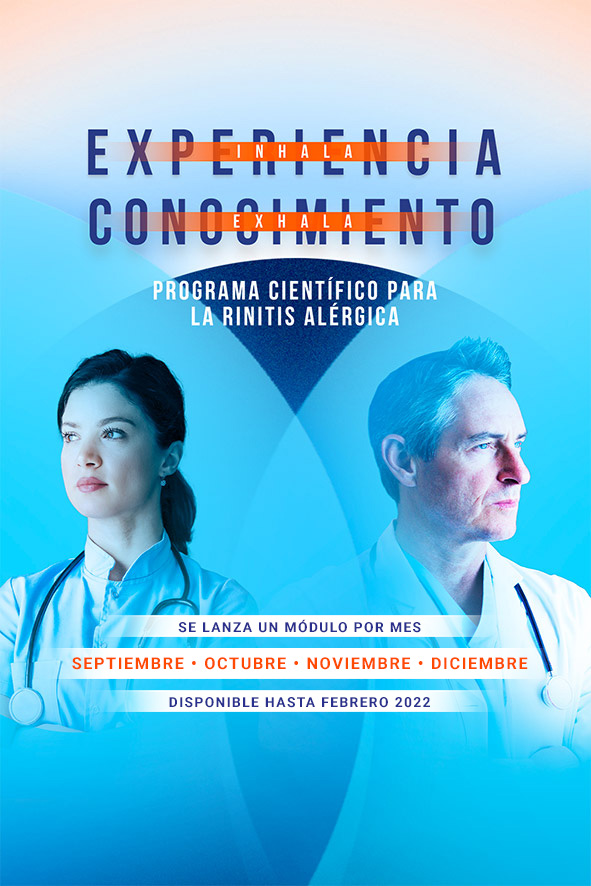 EXPERIENCIA
INHALA
CONOCIMIENTO
EXHALA
PROGRAMA CIENTÍFICO PARA
LA RINITIS ALÉRGICA
SE LANZA UN MÓDULO POR MES
SEPTIEMBRE • OCTUBRE • NOVIEMBRE • DICIEMBRE
DISPONIBLE HASTA FEBRERO 2022